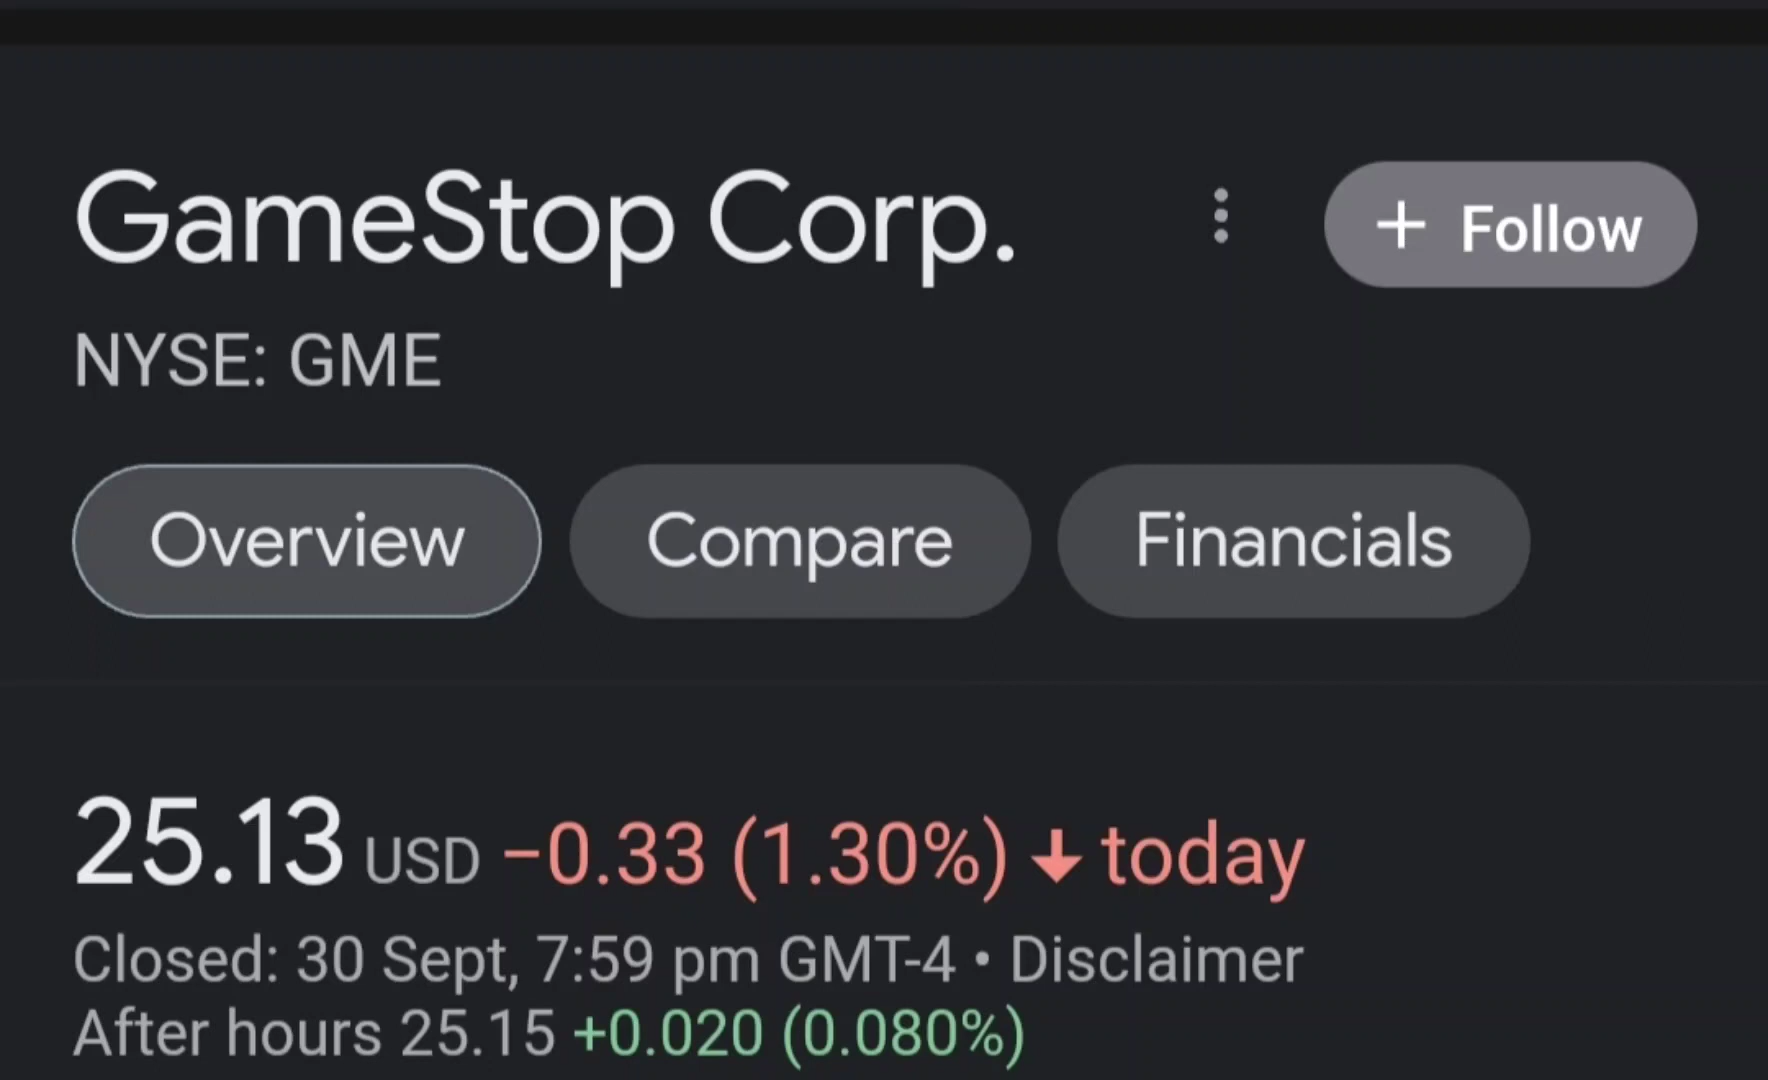 GameStop Corp.
+ Follow
NYSE: GME
Overview
Compare
Financials
25.13 USD −0.33 (1.30%) ↓ today
Closed: 30 Sept, 7:59 pm GMT-4 • Disclaimer
After hours 25.15 +0.020 (0.080%)